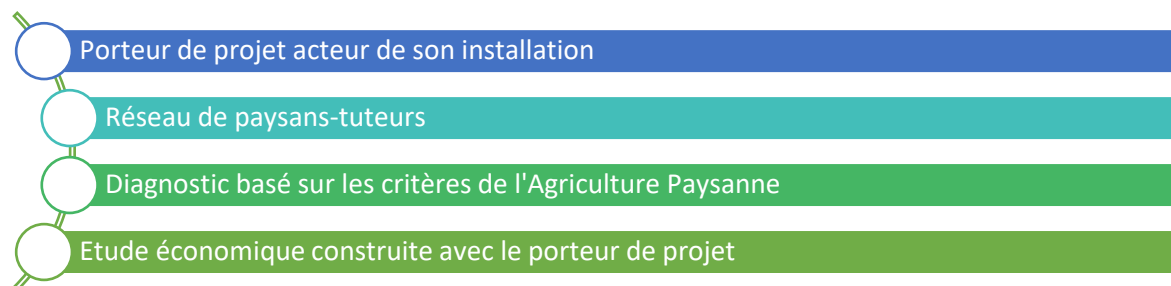 Porteur de projet acteur de son installation
Réseau de paysans-tuteurs
Diagnostic basé sur les critères de l'Agriculture Paysanne
Etude économique construite avec le porteur de projet